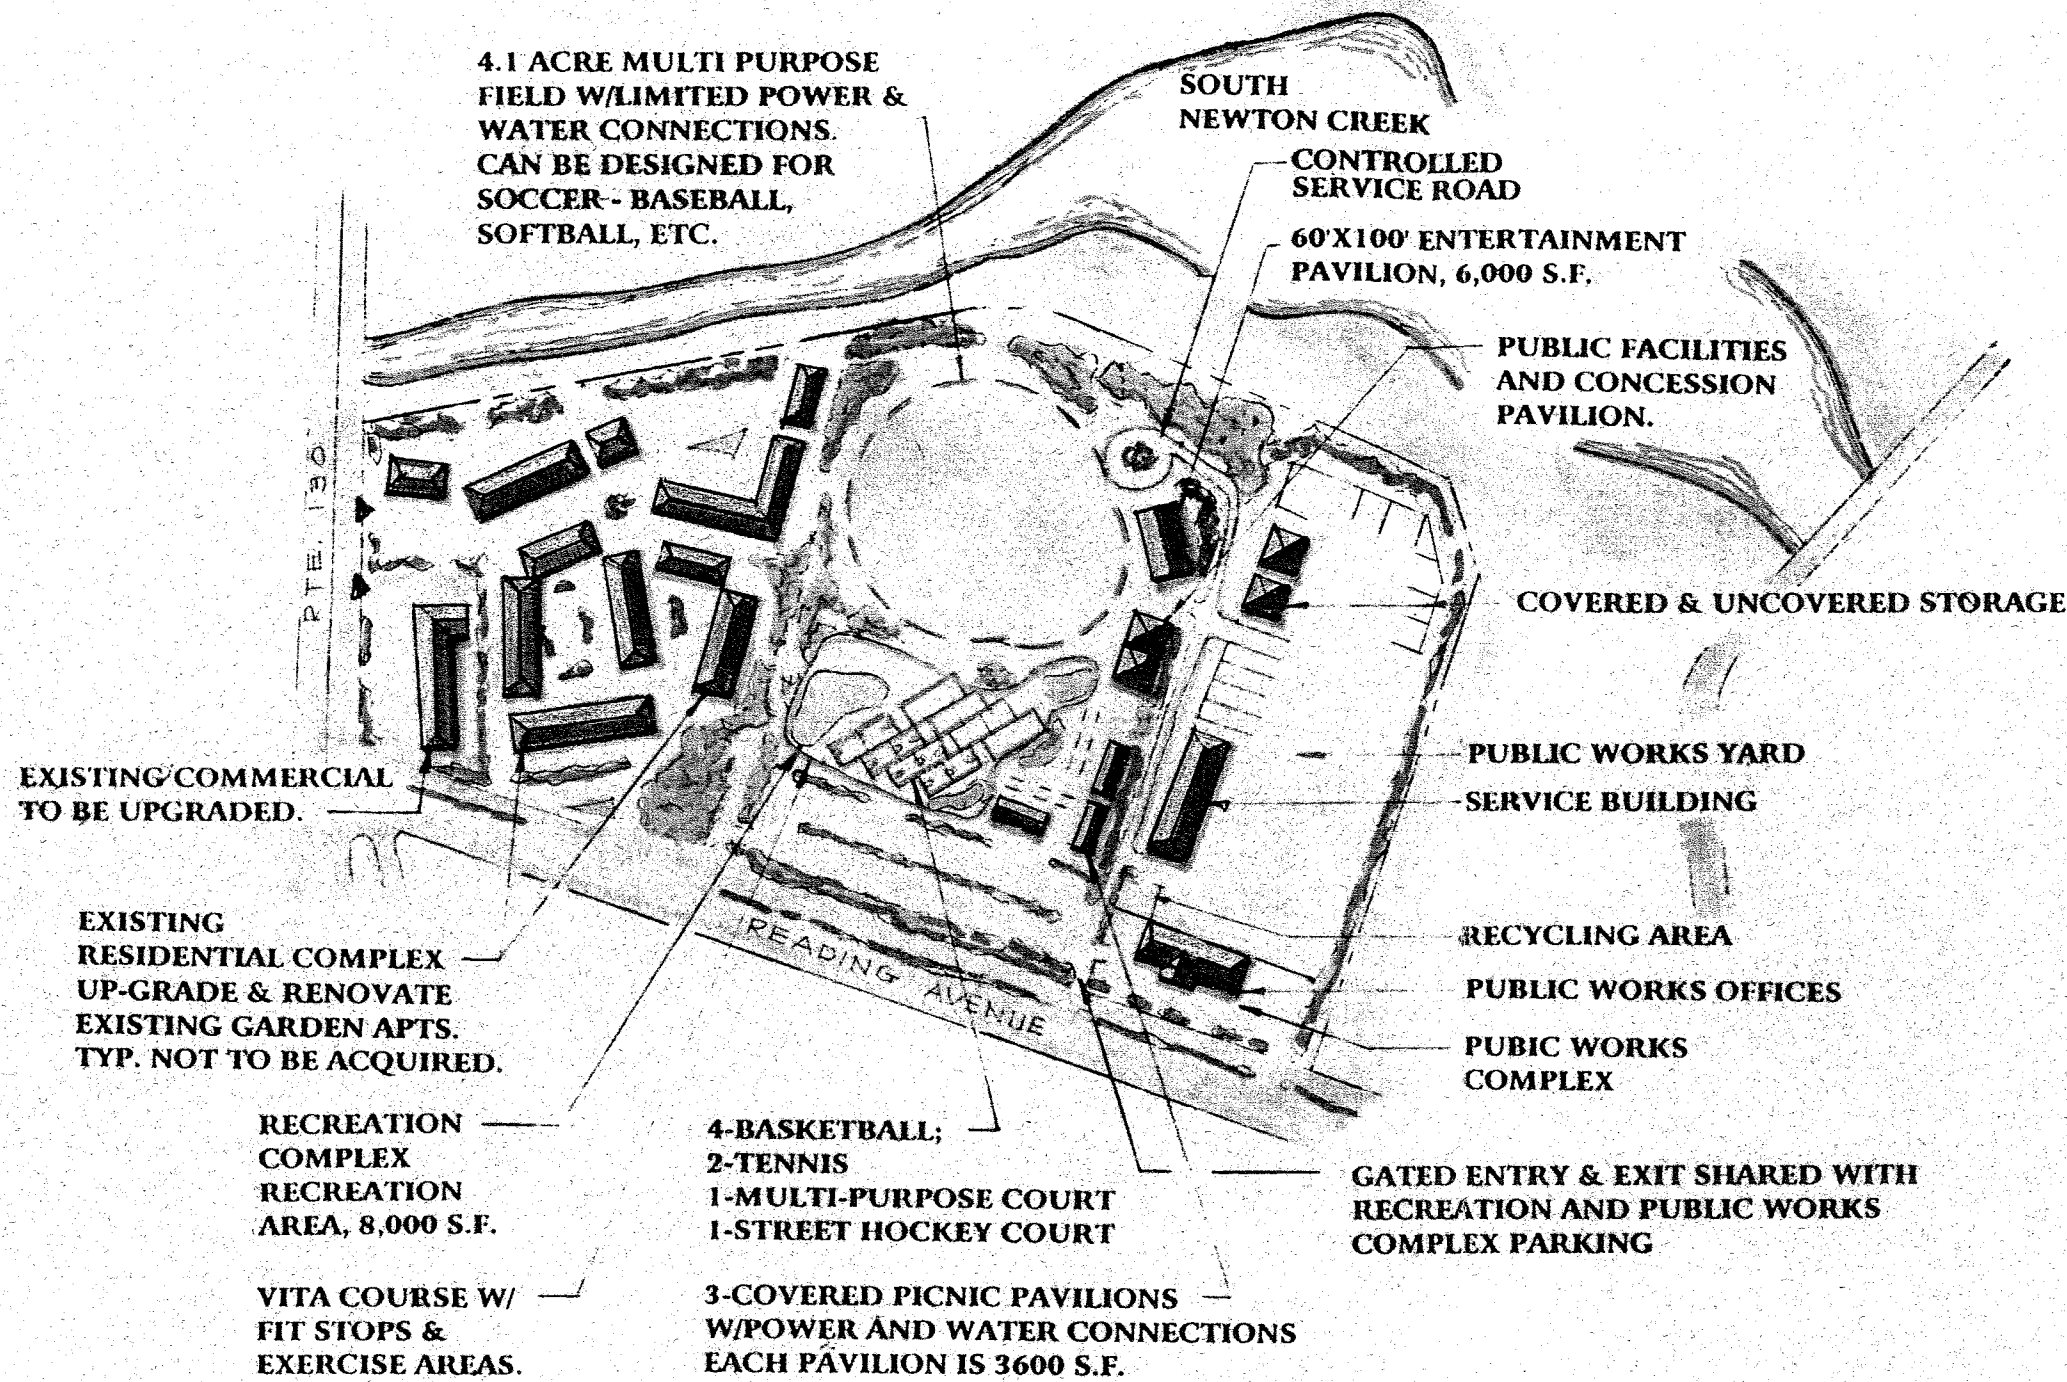 4.1 ACRE MULTI PURPOSE
FIELD W/LIMITED POWER &
WATER CONNECTIONS.
CAN BE DESIGNED FOR
SOCCER - BASEBALL,
SOFTBALL, ETC.
SOUTH
NEWTON CREEK
CONTROLLED
SERVICE ROAD
60'X100' ENTERTAINMENT
PAVILION, 6,000 S.F.
PUBLIC FACILITIES
AND CONCESSION
PAVILION.
RTE. 130
COVERED & UNCOVERED STORAGE
PUBLIC WORKS YARD
SERVICE BUILDING
EXISTING COMMERCIAL
TO BE UPGRADED.
EXISTING
RESIDENTIAL COMPLEX
UP-GRADE & RENOVATE
EXISTING GARDEN APTS.
TYP. NOT TO BE ACQUIRED.
READING AVENUE
RECYCLING AREA
PUBLIC WORKS OFFICES
PUBIC WORKS
COMPLEX
RECREATION
COMPLEX
RECREATION
AREA, 8,000 S.F.
4-BASKETBALL;
2-TENNIS
1-MULTI-PURPOSE COURT
1-STREET HOCKEY COURT
GATED ENTRY & EXIT SHARED WITH
RECREATION AND PUBLIC WORKS
COMPLEX PARKING
VITA COURSE W/
FIT STOPS &
EXERCISE AREAS.
3-COVERED PICNIC PAVILIONS
W/POWER AND WATER CONNECTIONS
EACH PAVILION IS 3600 S.F.